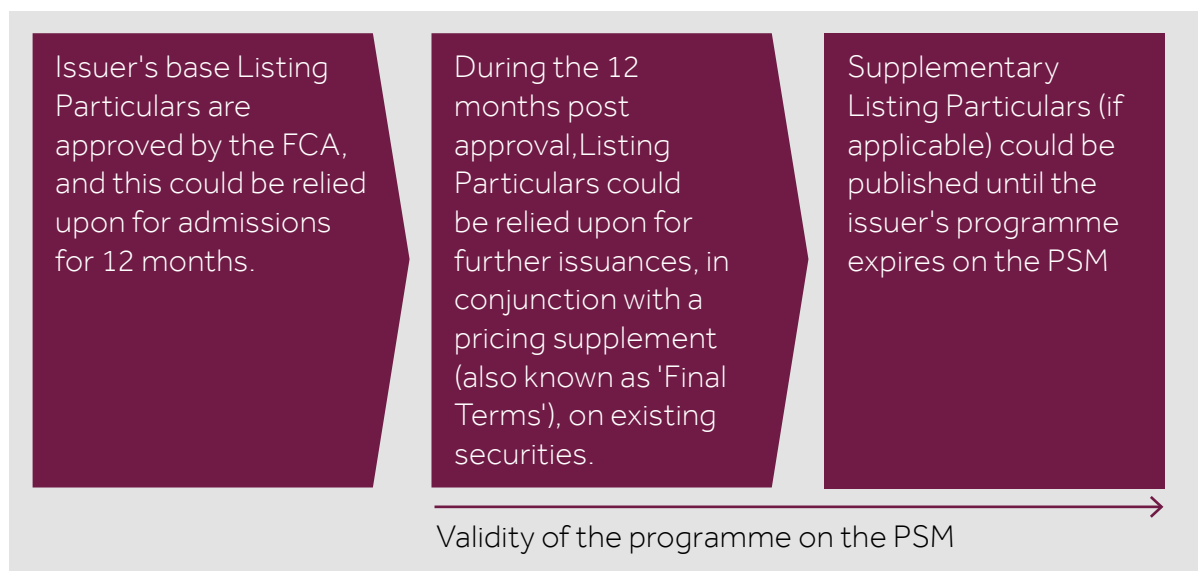 Issuer's base Listing
Particulars are
approved by the FCA,
and this could be relied
upon for admissions
for 12 months.
During the 12
months post
approval,Listing
Particulars could
be relied upon for
further issuances, in
conjunction with a
pricing supplement
(also known as 'Final
Terms'), on existing
securities.
Supplementary
Listing Particulars (if
applicable) could be
published until the
issuer's programme
expires on the PSM
Validity of the programme on the PSM